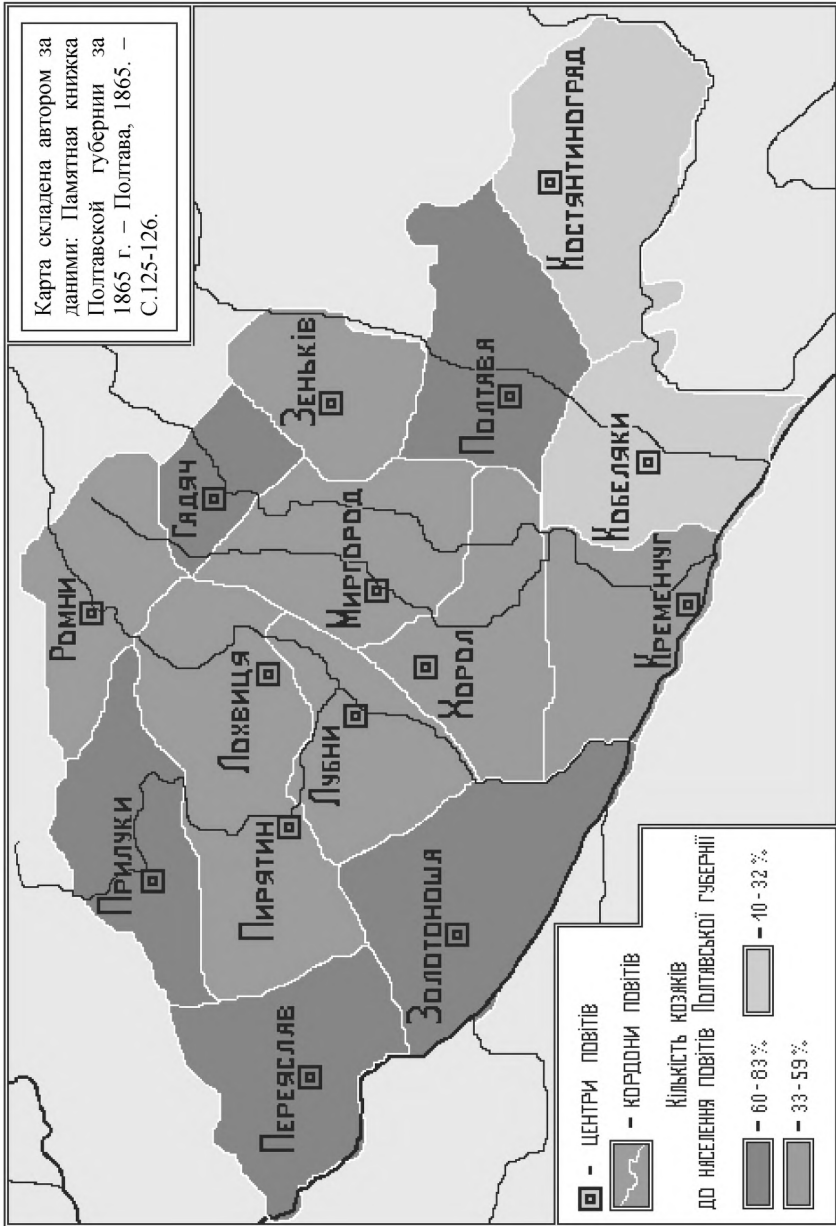 Карта складена автором за
даними: Памятная книжка
Полтавской губернии за
1865 г. – Полтава, 1865. –
С.125-126.
Ромни
Прилуки
Гадяч
Зеньків
Лохвиця
Пирятин
Лубни
Миргород
Переяслав
Хорол
Полтава
Костянтиноград
Золотоноша
Кобеляки
Кременчуг
- центри повітів
- кордони повітів
Кількість козяків
до населення повітів Полтавської губернії
- 60-83%
- 33-59%
- 10-32%